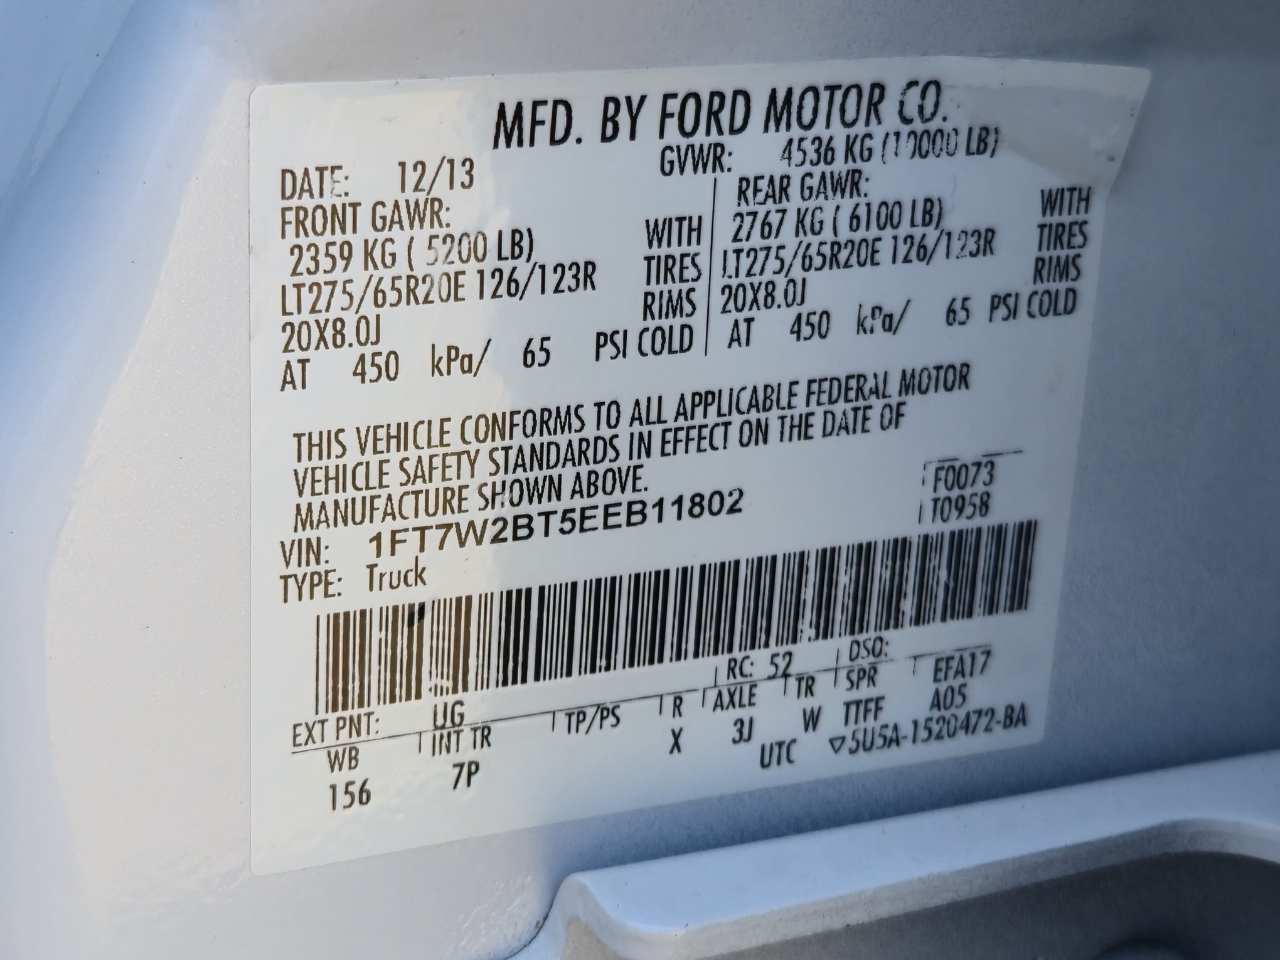 MFD. BY FORD MOTOR CO.
DATE: 12/13
GVWR: 4536 KG (10000 LB)
FRONT GAWR:
2359 KG ( 5200 LB) WITH
LT275/65R20E 126/123R TIRES
20X8.0J RIMS
AT 450 kPa/ 65 PSI COLD
REAR GAWR:
2767 KG ( 6100 LB) WITH
LT275/65R20E 126/123R TIRES
20X8.0J RIMS
AT 450 kPa/ 65 PSI COLD
THIS VEHICLE CONFORMS TO ALL APPLICABLE FEDERAL MOTOR
VEHICLE SAFETY STANDARDS IN EFFECT ON THE DATE OF
MANUFACTURE SHOWN ABOVE.
F0073
T0958
VIN: 1FT7W2BT5EEB11802
TYPE: Truck
EXT PNT: UG RC: 52 DSO:
WB INT TR TP/PS R AXLE TR SPR EFA17
156 7P X 3J W TTFF A05
UTC ▽5U5A-1520472-BA